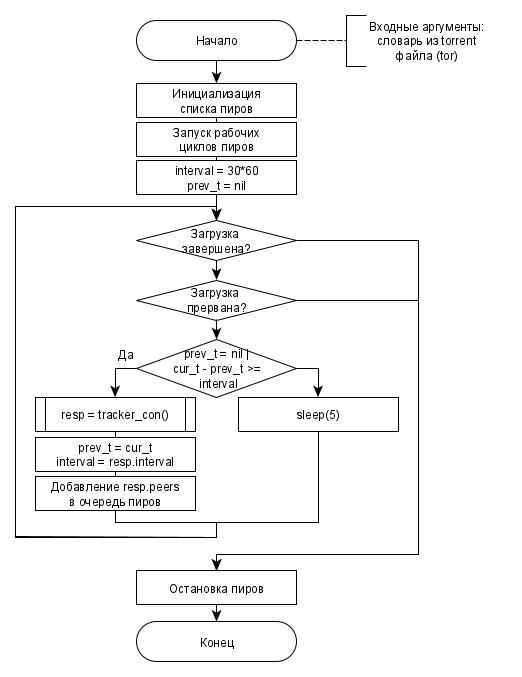 Начало
Входные аргументы:
словарь из torrent
файла (tor)
Инициализация
списка пиров
Запуск рабочих
циклов пиров
interval = 30*60
prev_t = nil
Загрузка
завершена?
Загрузка
прервана?
Да
prev_t = nil |
cur_t - prev_t >=
interval
resp = tracker_con()
sleep(5)
prev_t = cur_t
interval = resp.interval
Добавление resp.peers
в очередь пиров
Остановка пиров
Конец